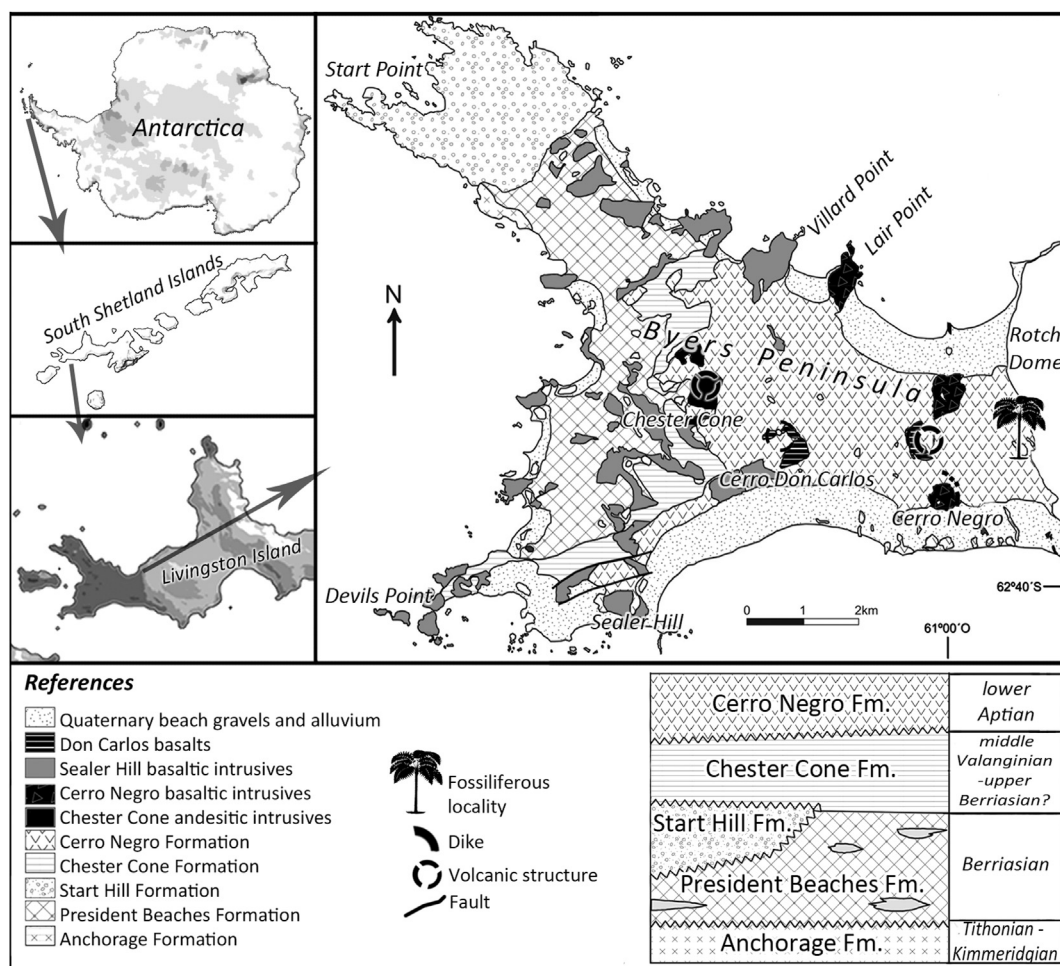 Antarctica
South Shetland Islands
Livingston Island
Start Point
N
Villard Point
Lair Point
Byers Peninsula
Rotch
Dome
Chester Cone
Cerro Don Carlos
Cerro Negro
Devils Point
Sealer Hill
0 1 2km
62º40´S
61º00´O
References
Quaternary beach gravels and alluvium
Don Carlos basalts
Sealer Hill basaltic intrusives
Cerro Negro basaltic intrusives
Chester Cone andesitic intrusives
Cerro Negro Formation
Chester Cone Formation
Start Hill Formation
President Beaches Formation
Anchorage Formation
Fossiliferous
locality
Dike
Volcanic structure
Fault
Cerro Negro Fm.
lower
Aptian
Chester Cone Fm.
middle
Valanginian
-upper
Berriasian?
Start Hill Fm.
President Beaches Fm.
Berriasian
Anchorage Fm.
Tithonian -
Kimmeridgian